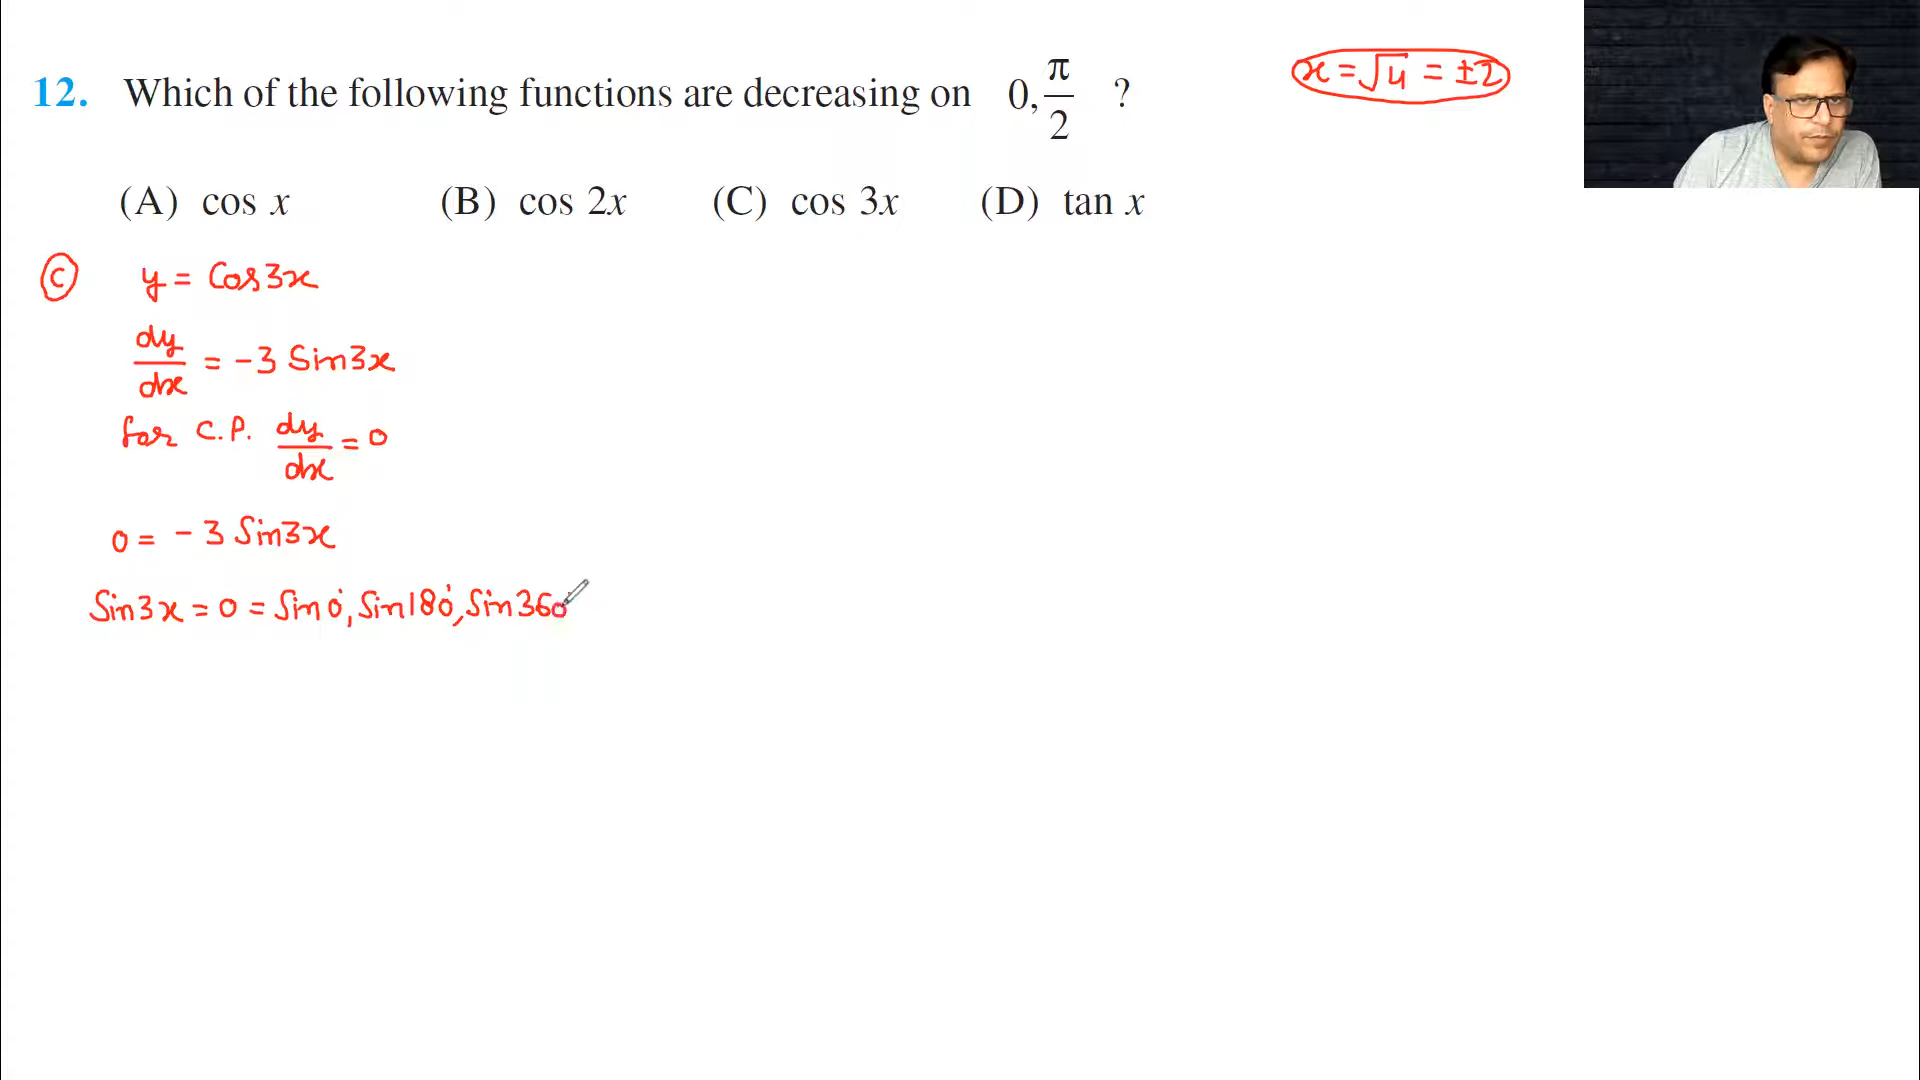 12. Which of the following functions are decreasing on 0, π/2 ?
x = √4 = ±2
(A) cos x (B) cos 2x (C) cos 3x (D) tan x
(C) y = Cos3x
dy/dx = -3 Sin3x
for C.P. dy/dx = 0
0 = -3 Sin3x
Sin3x = 0 = Sin0°, Sin180°, Sin360